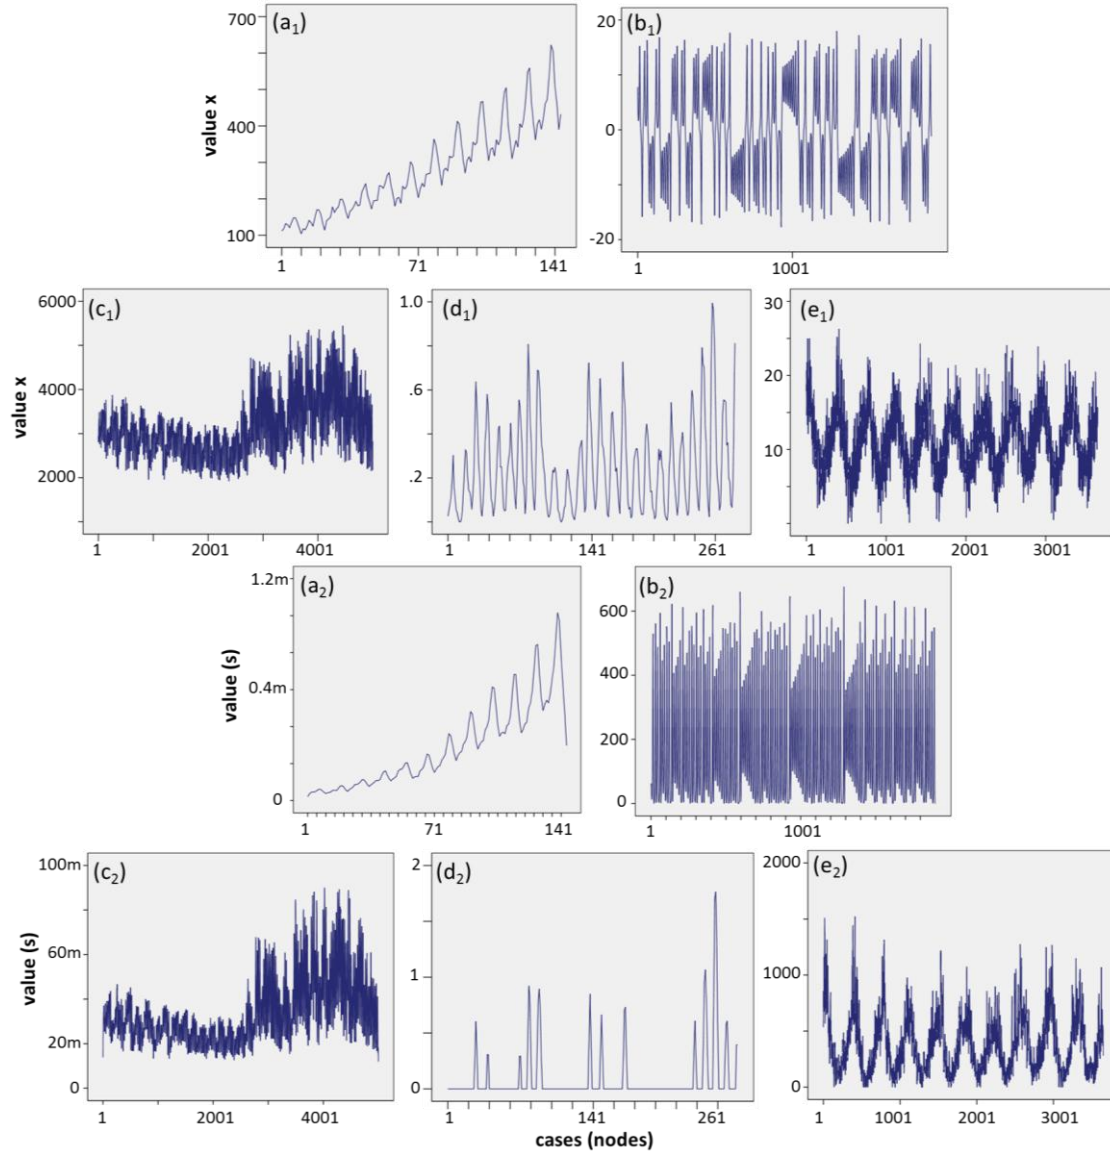 (a1)
700
400
100
value x
1
71
141
(b1)
20
0
-20
1
1001
(c1)
6000
4000
2000
value x
1
2001
4001
(d1)
1.0
.6
.2
1
141
261
(e1)
30
20
10
1
1001
2001
3001
(a2)
1.2m
0.4m
0
value (s)
1
71
141
(b2)
600
400
200
0
1
1001
(c2)
100m
60m
20m
0
value (s)
1
2001
4001
(d2)
2
1
0
1
141
261
(e2)
2000
1000
0
1
1001
2001
3001
cases (nodes)